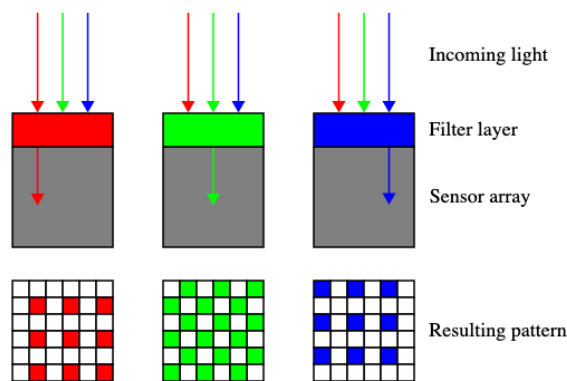 Incoming light
Filter layer
Sensor array
Resulting pattern